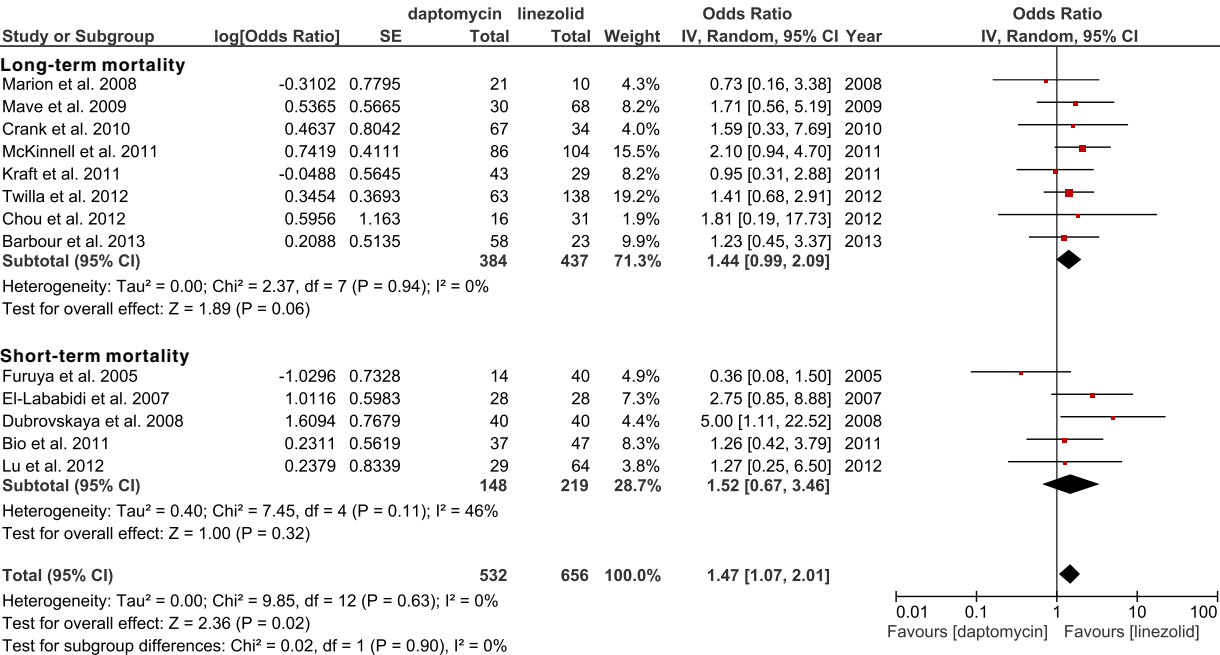 daptomycin linezolid Odds Ratio Odds Ratio
Study or Subgroup log[Odds Ratio] SE Total Total Weight IV, Random, 95% CI Year IV, Random, 95% CI
Long-term mortality
Marion et al. 2008 -0.3102 0.7795 21 10 4.3% 0.73 [0.16, 3.38] 2008
Mave et al. 2009 0.5365 0.5665 30 68 8.2% 1.71 [0.56, 5.19] 2009
Crank et al. 2010 0.4637 0.8042 67 34 4.0% 1.59 [0.33, 7.69] 2010
McKinnell et al. 2011 0.7419 0.4111 86 104 15.5% 2.10 [0.94, 4.70] 2011
Kraft et al. 2011 -0.0488 0.5645 43 29 8.2% 0.95 [0.31, 2.88] 2011
Twilla et al. 2012 0.3454 0.3693 63 138 19.2% 1.41 [0.68, 2.91] 2012
Chou et al. 2012 0.5956 1.163 16 31 1.9% 1.81 [0.19, 17.73] 2012
Barbour et al. 2013 0.2088 0.5135 58 23 9.9% 1.23 [0.45, 3.37] 2013
Subtotal (95% CI) 384 437 71.3% 1.44 [0.99, 2.09]
Heterogeneity: Tau² = 0.00; Chi² = 2.37, df = 7 (P = 0.94); I² = 0%
Test for overall effect: Z = 1.89 (P = 0.06)
Short-term mortality
Furuya et al. 2005 -1.0296 0.7328 14 40 4.9% 0.36 [0.08, 1.50] 2005
El-Lababidi et al. 2007 1.0116 0.5983 28 28 7.3% 2.75 [0.85, 8.88] 2007
Dubrovskaya et al. 2008 1.6094 0.7679 40 40 4.4% 5.00 [1.11, 22.52] 2008
Bio et al. 2011 0.2311 0.5619 37 47 8.3% 1.26 [0.42, 3.79] 2011
Lu et al. 2012 0.2379 0.8339 29 64 3.8% 1.27 [0.25, 6.50] 2012
Subtotal (95% CI) 148 219 28.7% 1.52 [0.67, 3.46]
Heterogeneity: Tau² = 0.40; Chi² = 7.45, df = 4 (P = 0.11); I² = 46%
Test for overall effect: Z = 1.00 (P = 0.32)
Total (95% CI) 532 656 100.0% 1.47 [1.07, 2.01]
Heterogeneity: Tau² = 0.00; Chi² = 9.85, df = 12 (P = 0.63); I² = 0%
Test for overall effect: Z = 2.36 (P = 0.02)
Test for subgroup differences: Chi² = 0.02, df = 1 (P = 0.90), I² = 0%
0.01 0.1 1 10 100
Favours [daptomycin] Favours [linezolid]